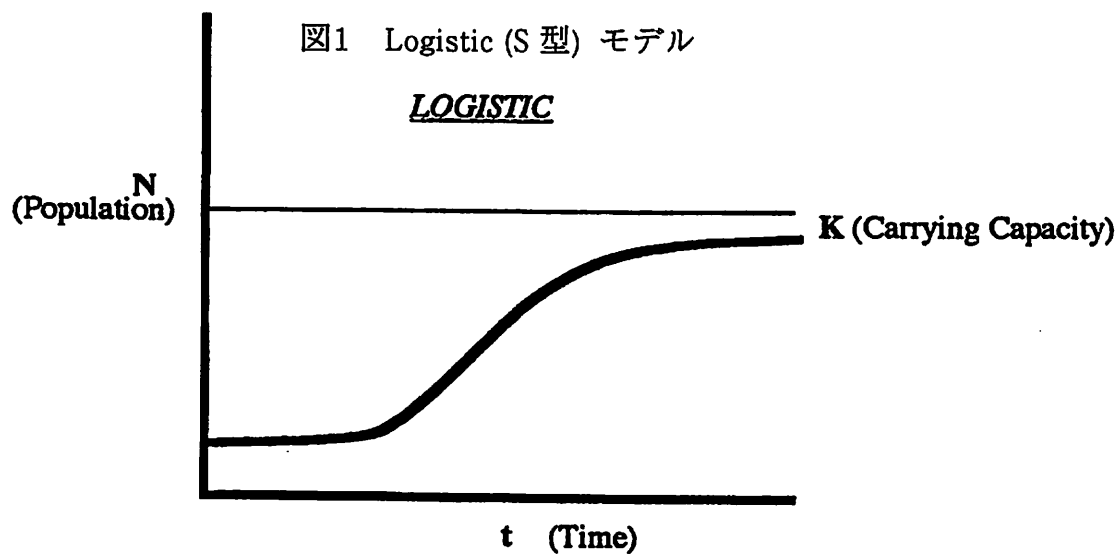 図1 Logistic (S 型) モデル
LOGISTIC
N
(Population)
K (Carrying Capacity)
t (Time)